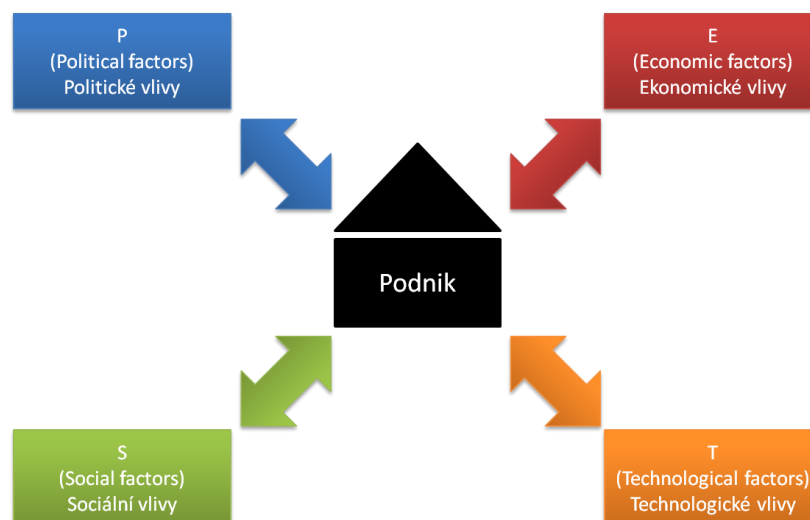 P
(Political factors)
Politické vlivy
E
(Economic factors)
Ekonomické vlivy
Podnik
S
(Social factors)
Sociální vlivy
T
(Technological factors)
Technologické vlivy